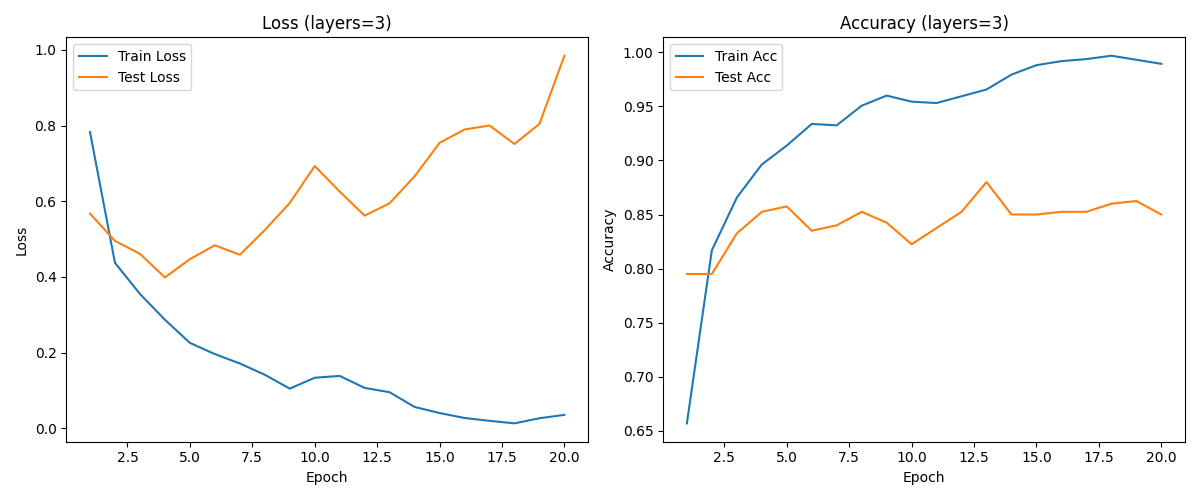 Loss (layers=3)
Train Loss
Test Loss
1.0
0.8
0.6
0.4
0.2
0.0
Loss
2.5 5.0 7.5 10.0 12.5 15.0 17.5 20.0
Epoch
Accuracy (layers=3)
Train Acc
Test Acc
1.00
0.95
0.90
0.85
0.80
0.75
0.70
0.65
Accuracy
2.5 5.0 7.5 10.0 12.5 15.0 17.5 20.0
Epoch